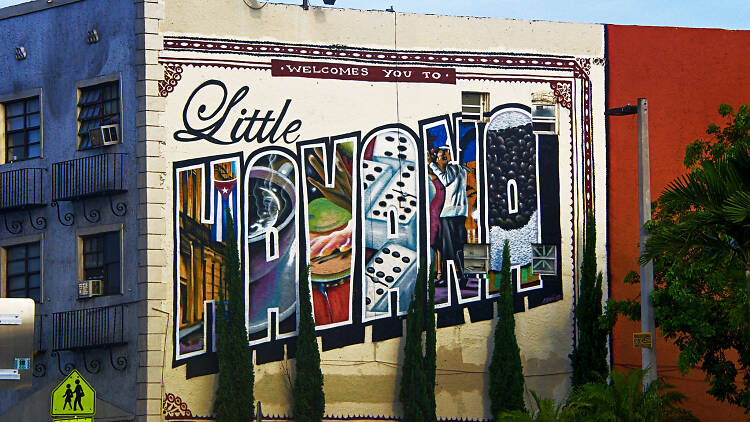 · WELCOMES YOU TO ·
Little
HAVANA!